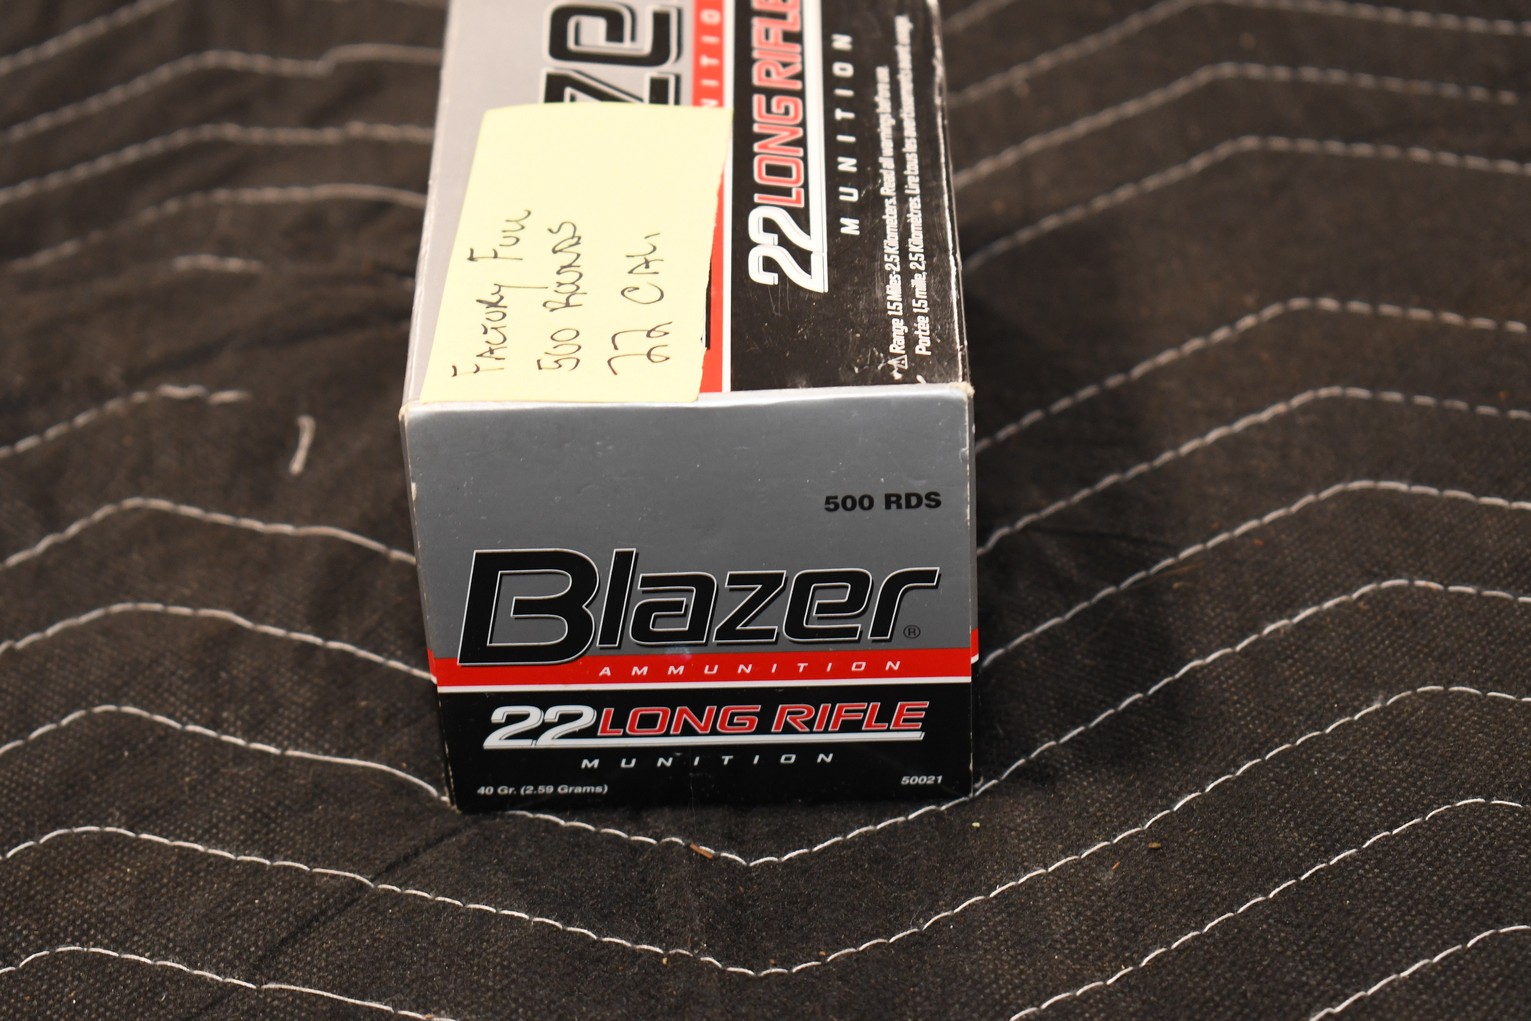 ze
NITIO
22 LONG RIFLE
MUNITION
Range 1.5 Miles-2.5 Kilometers. Read all warnings before use.
Portée 1,5 mille, 2,5 Kilomètres. Lire tous les avertissements avant usage.
FACTORY FULL
500 ROUNDS
22 CAL.
500 RDS
Blazer®
AMMUNITION
22 LONG RIFLE
MUNITION
40 Gr. (2.59 Grams)
50021